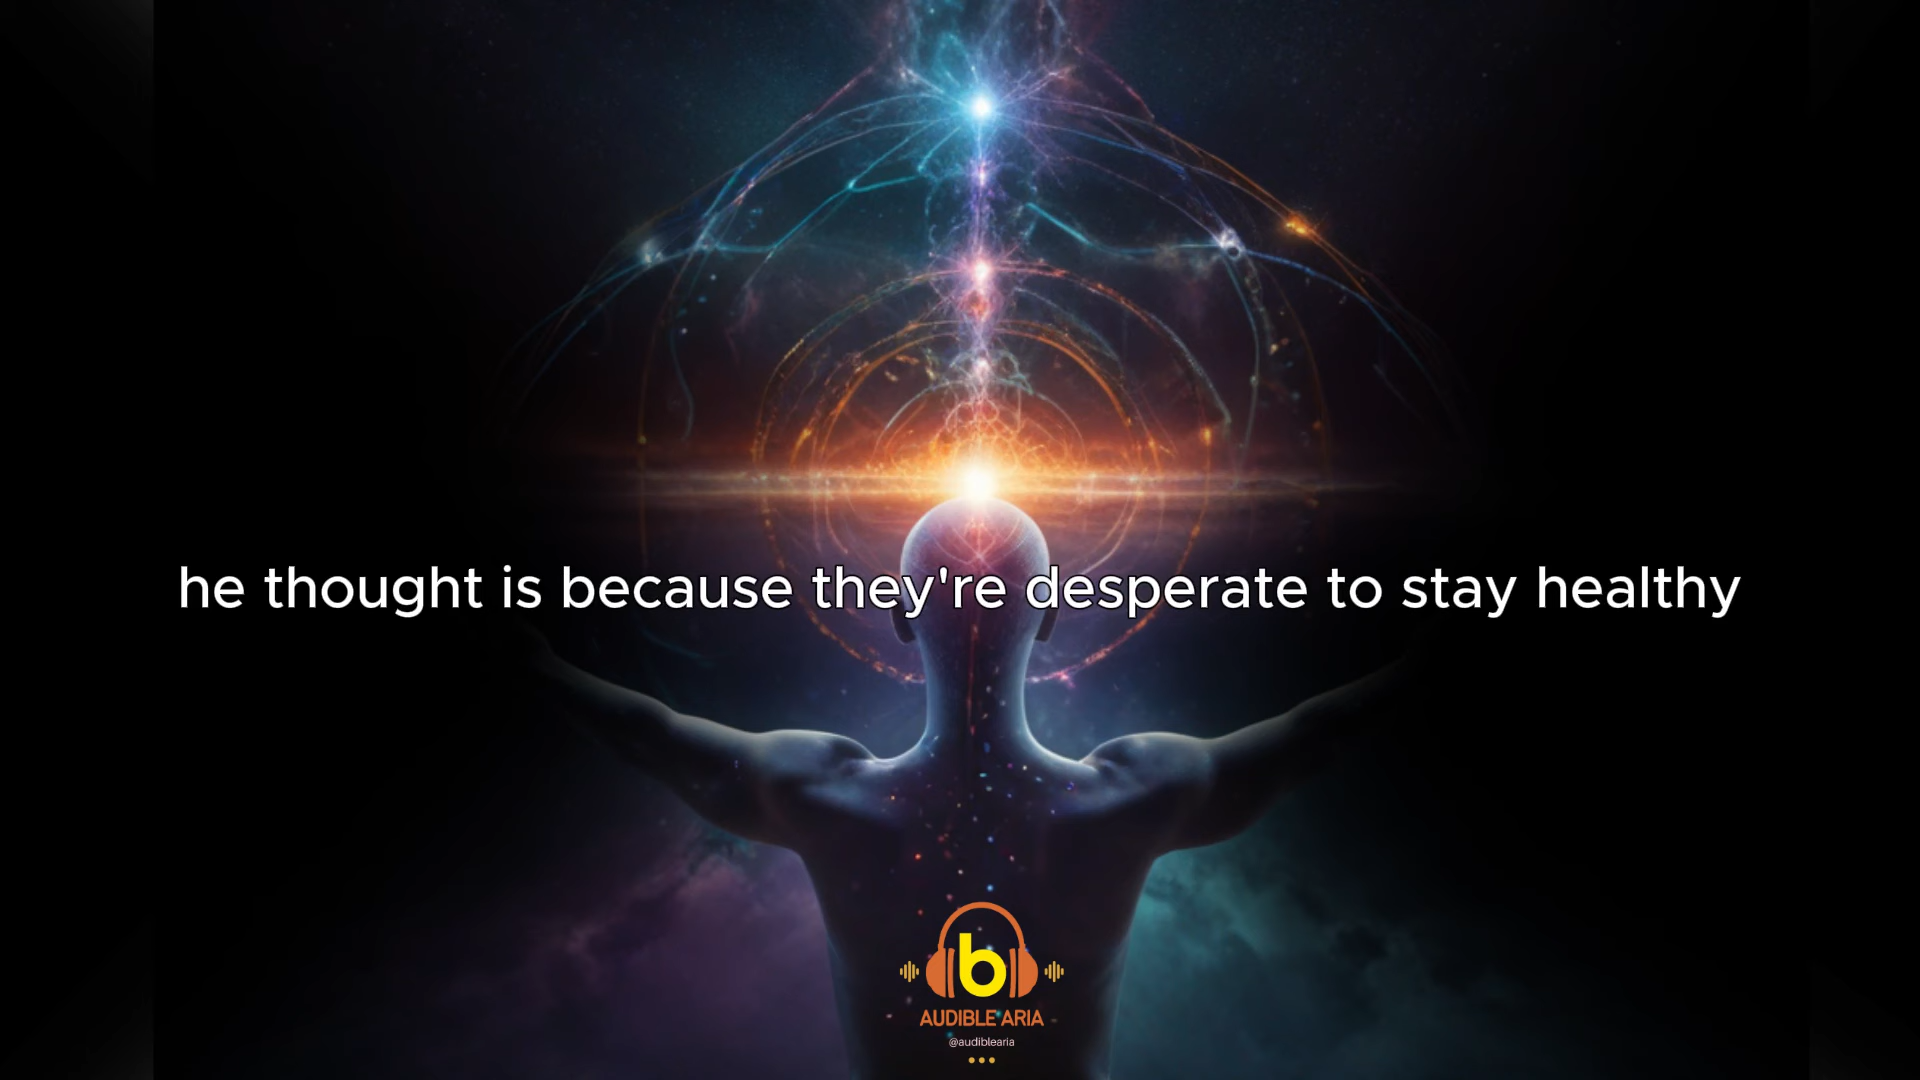 he thought is because they're desperate to stay healthy
b
AUDIBLE ARIA
@audiblearia